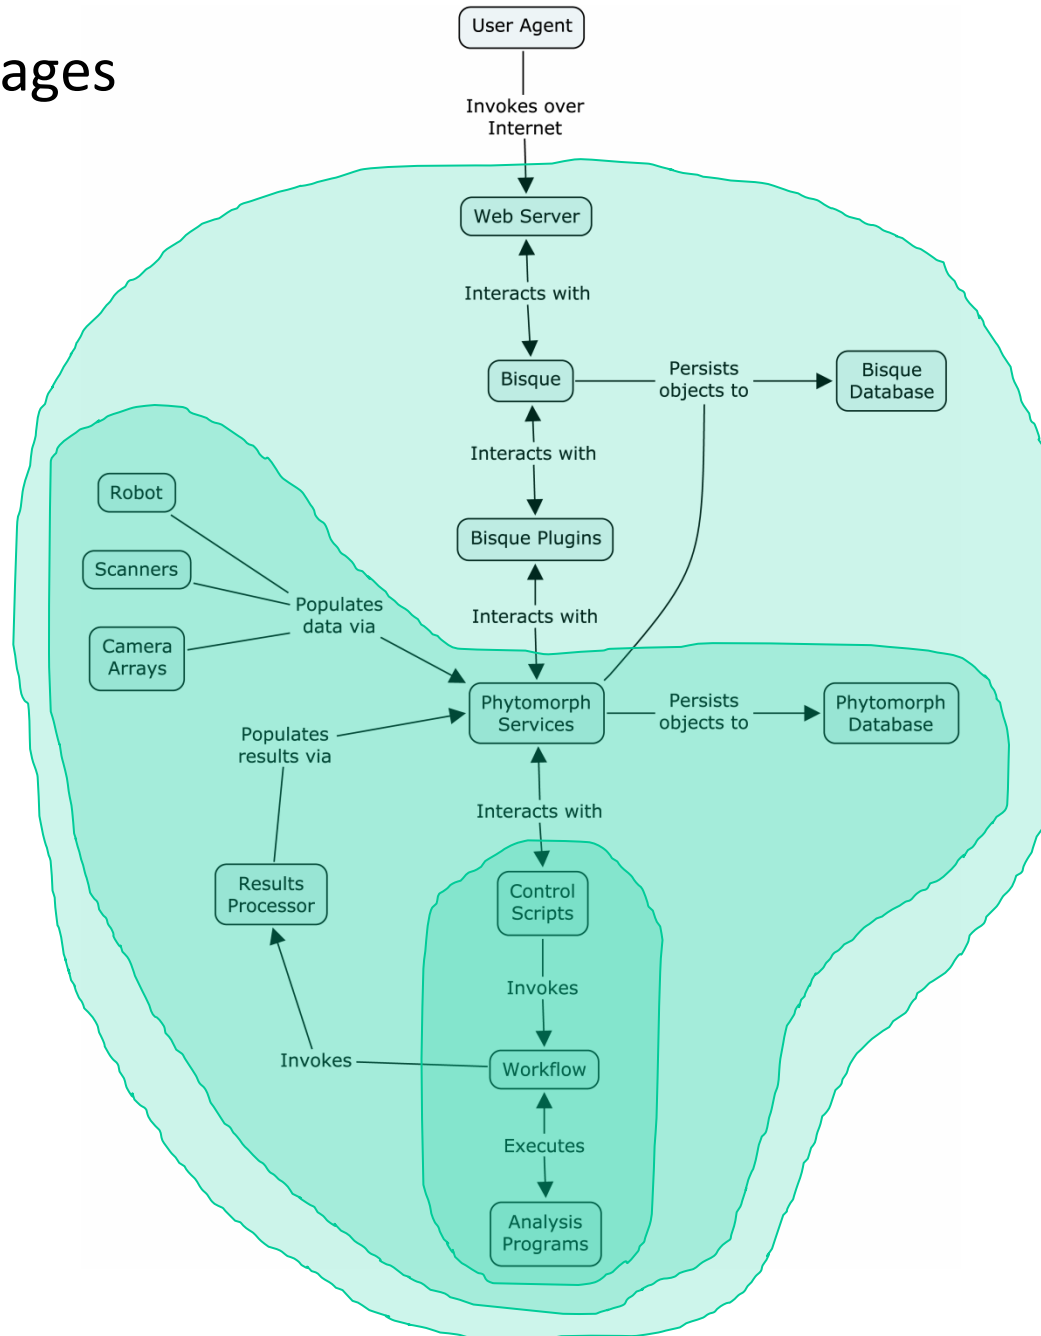 ages
User Agent
Invokes over
Internet
Web Server
Interacts with
Bisque
Persists
objects to
Bisque
Database
Interacts with
Robot
Bisque Plugins
Scanners
Populates
data via
Interacts with
Camera
Arrays
Phytomorph
Services
Persists
objects to
Phytomorph
Database
Populates
results via
Interacts with
Results
Processor
Control
Scripts
Invokes
Invokes
Workflow
Executes
Analysis
Programs